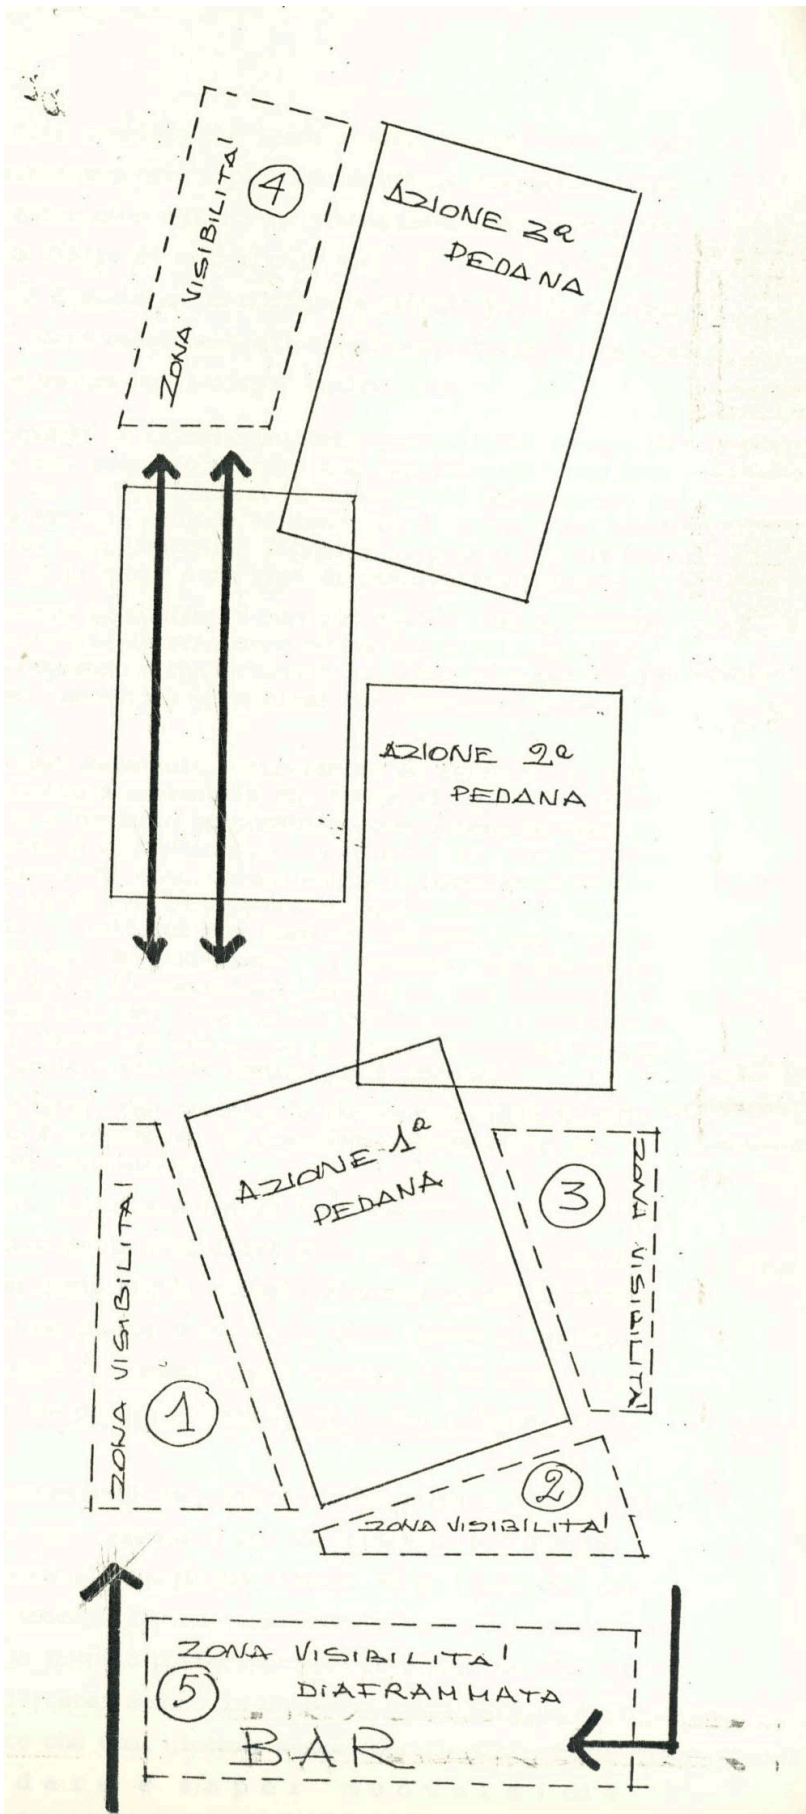 ZONA VISIBILITA'
4
AZIONE 3a
PEDANA
AZIONE 2a
PEDANA
AZIONE 1a
PEDANA
ZONA VISIBILITA'
1
3
ZONA VISIBILITA'
2
ZONA VISIBILITA'
ZONA VISIBILITA'
5 DIAFRAMMATA
BAR